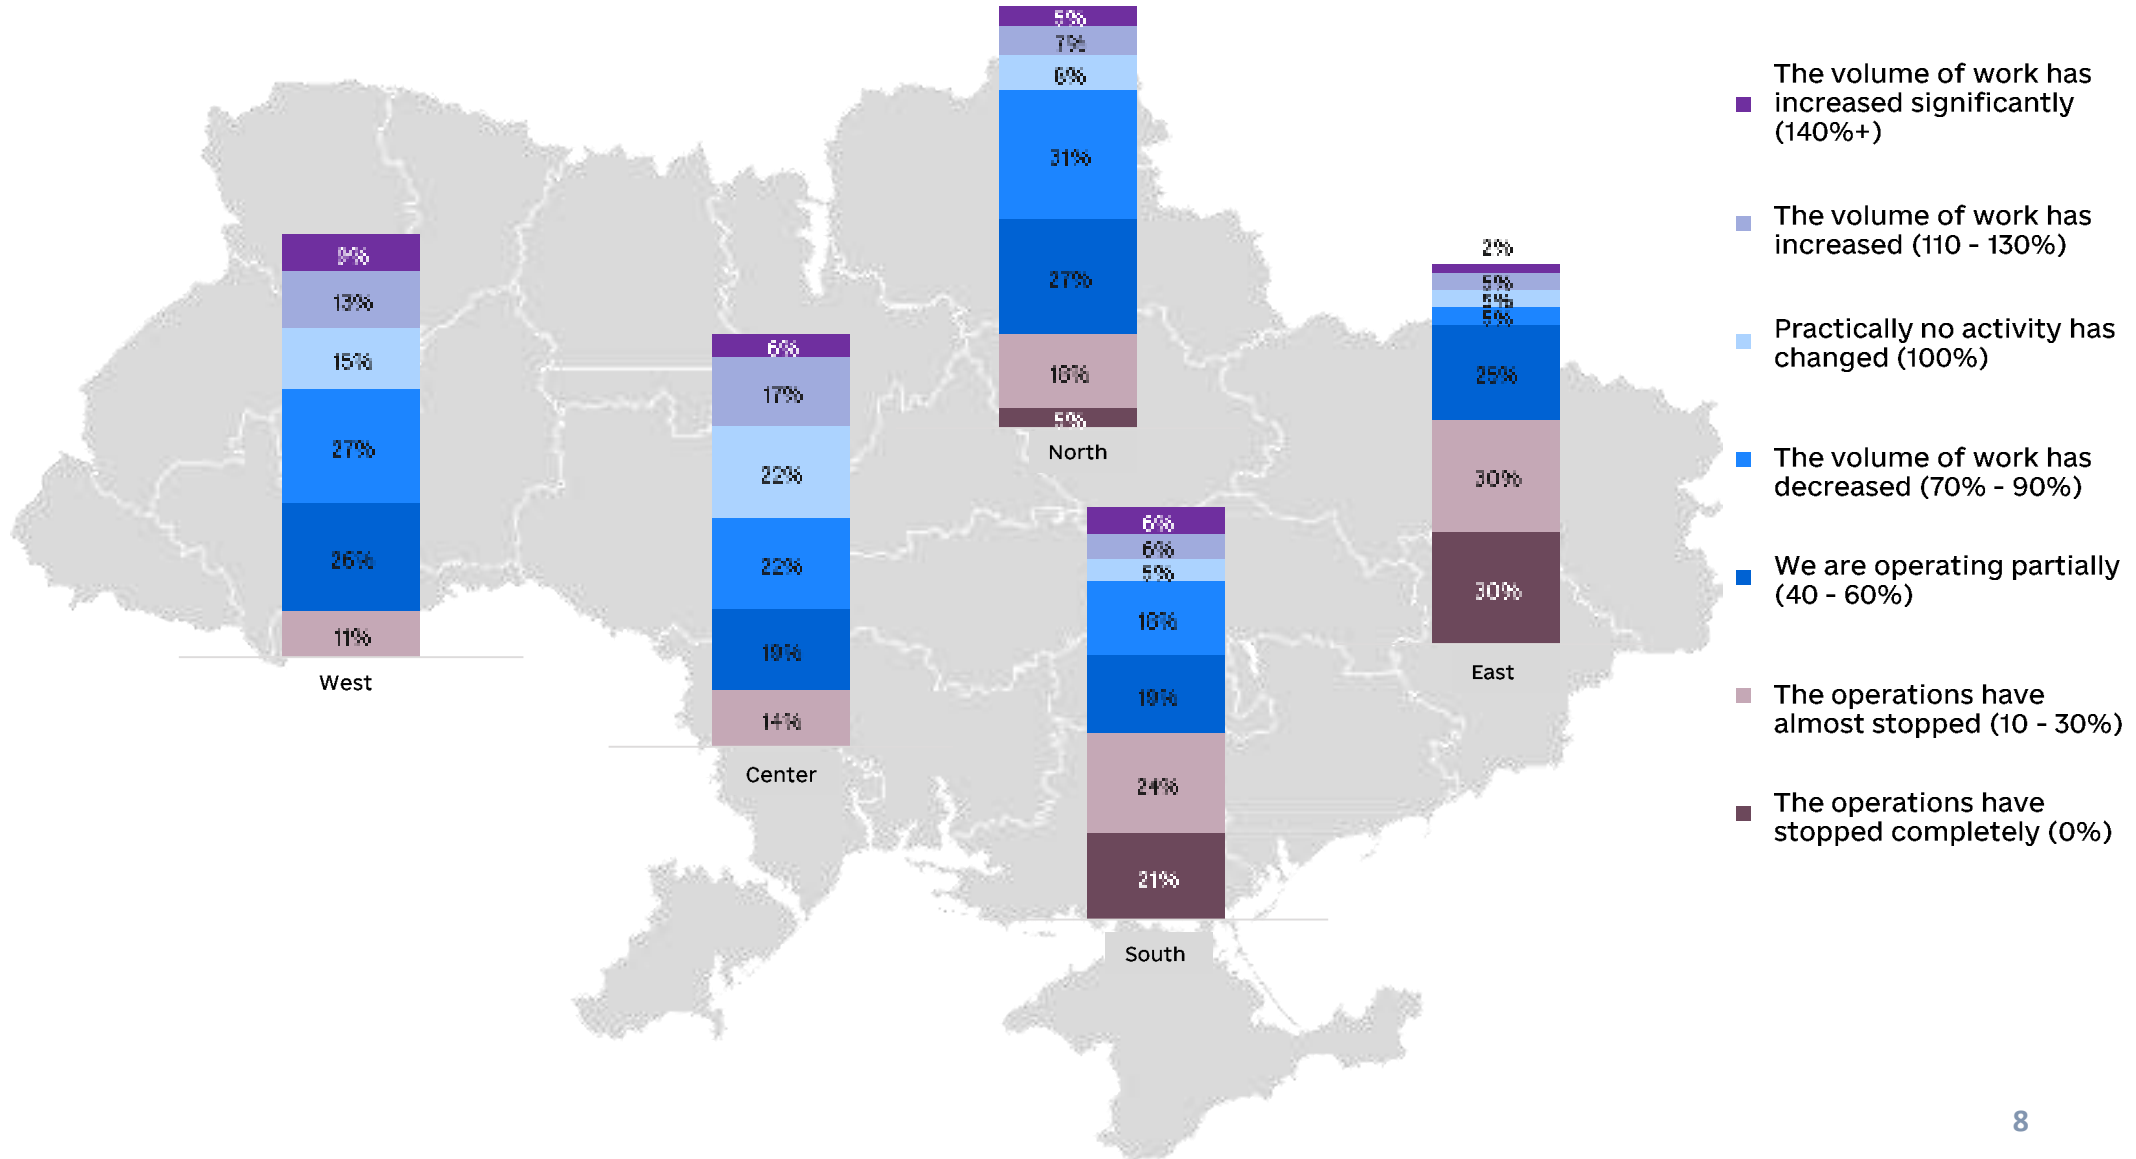 5%
7%
8%
31%
27%
18%
5%
North
9%
13%
15%
27%
26%
11%
West
6%
17%
22%
22%
19%
14%
Center
6%
6%
5%
18%
19%
24%
21%
South
2%
5%
5%
5%
25%
30%
30%
East
The volume of work has
increased significantly
(140%+)
The volume of work has
increased (110 - 130%)
Practically no activity has
changed (100%)
The volume of work has
decreased (70% - 90%)
We are operating partially
(40 - 60%)
The operations have
almost stopped (10 - 30%)
The operations have
stopped completely (0%)
8